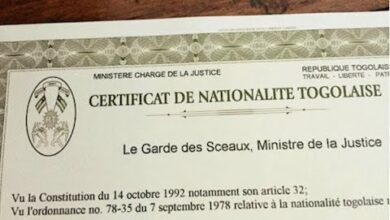 MINISTERE CHARGE DE LA JUSTICE
REPUBLIQUE TOGOLAISE
TRAVAIL - LIBERTE - PAT
CERTIFICAT DE NATIONALITE TOGOLAISE
Le Garde des Sceaux, Ministre de la Justice
Vu la Constitution du 14 octobre 1992 notamment son article 32;
Vu l'ordonnance no. 78-35 du 7 septembre 1978 relative à la nationalité togolaise